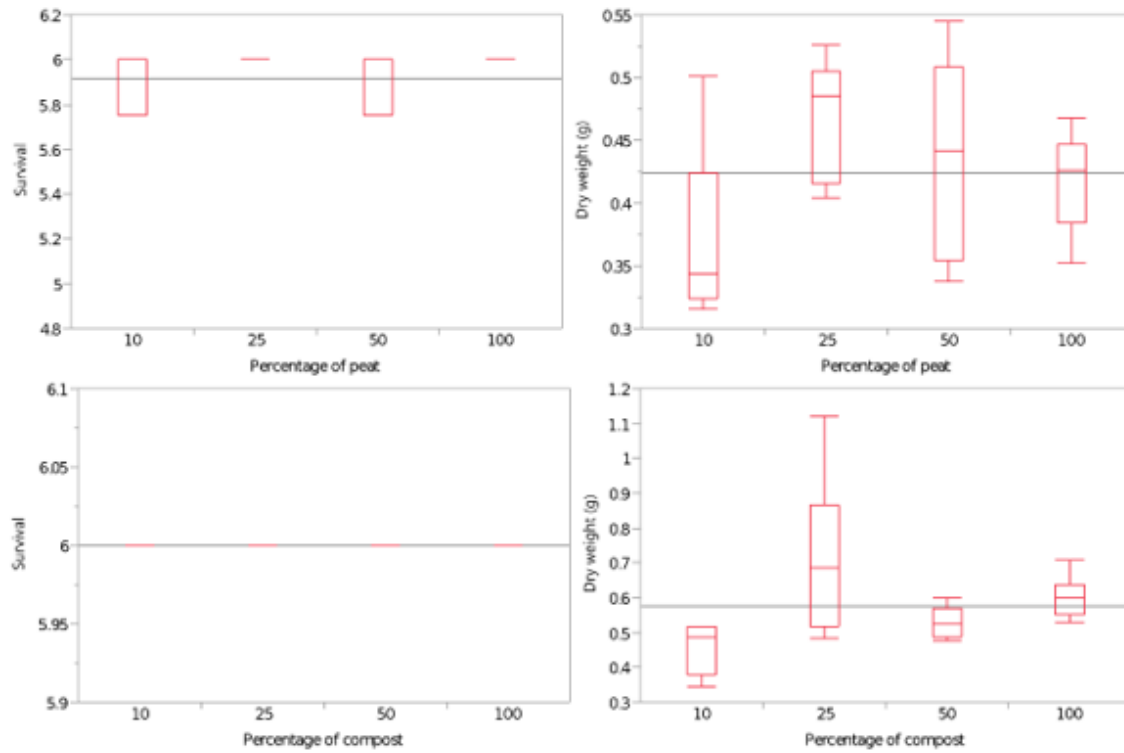 6.2
6
5.8
5.6
5.4
5.2
5
4.8
Survival
10 25 50 100
Percentage of peat
0.55
0.5
0.45
0.4
0.35
0.3
Dry weight (g)
10 25 50 100
Percentage of peat
6.1
6.05
6
5.95
5.9
Survival
10 25 50 100
Percentage of compost
1.2
1.1
1
0.9
0.8
0.7
0.6
0.5
0.4
0.3
Dry weight (g)
10 25 50 100
Percentage of compost